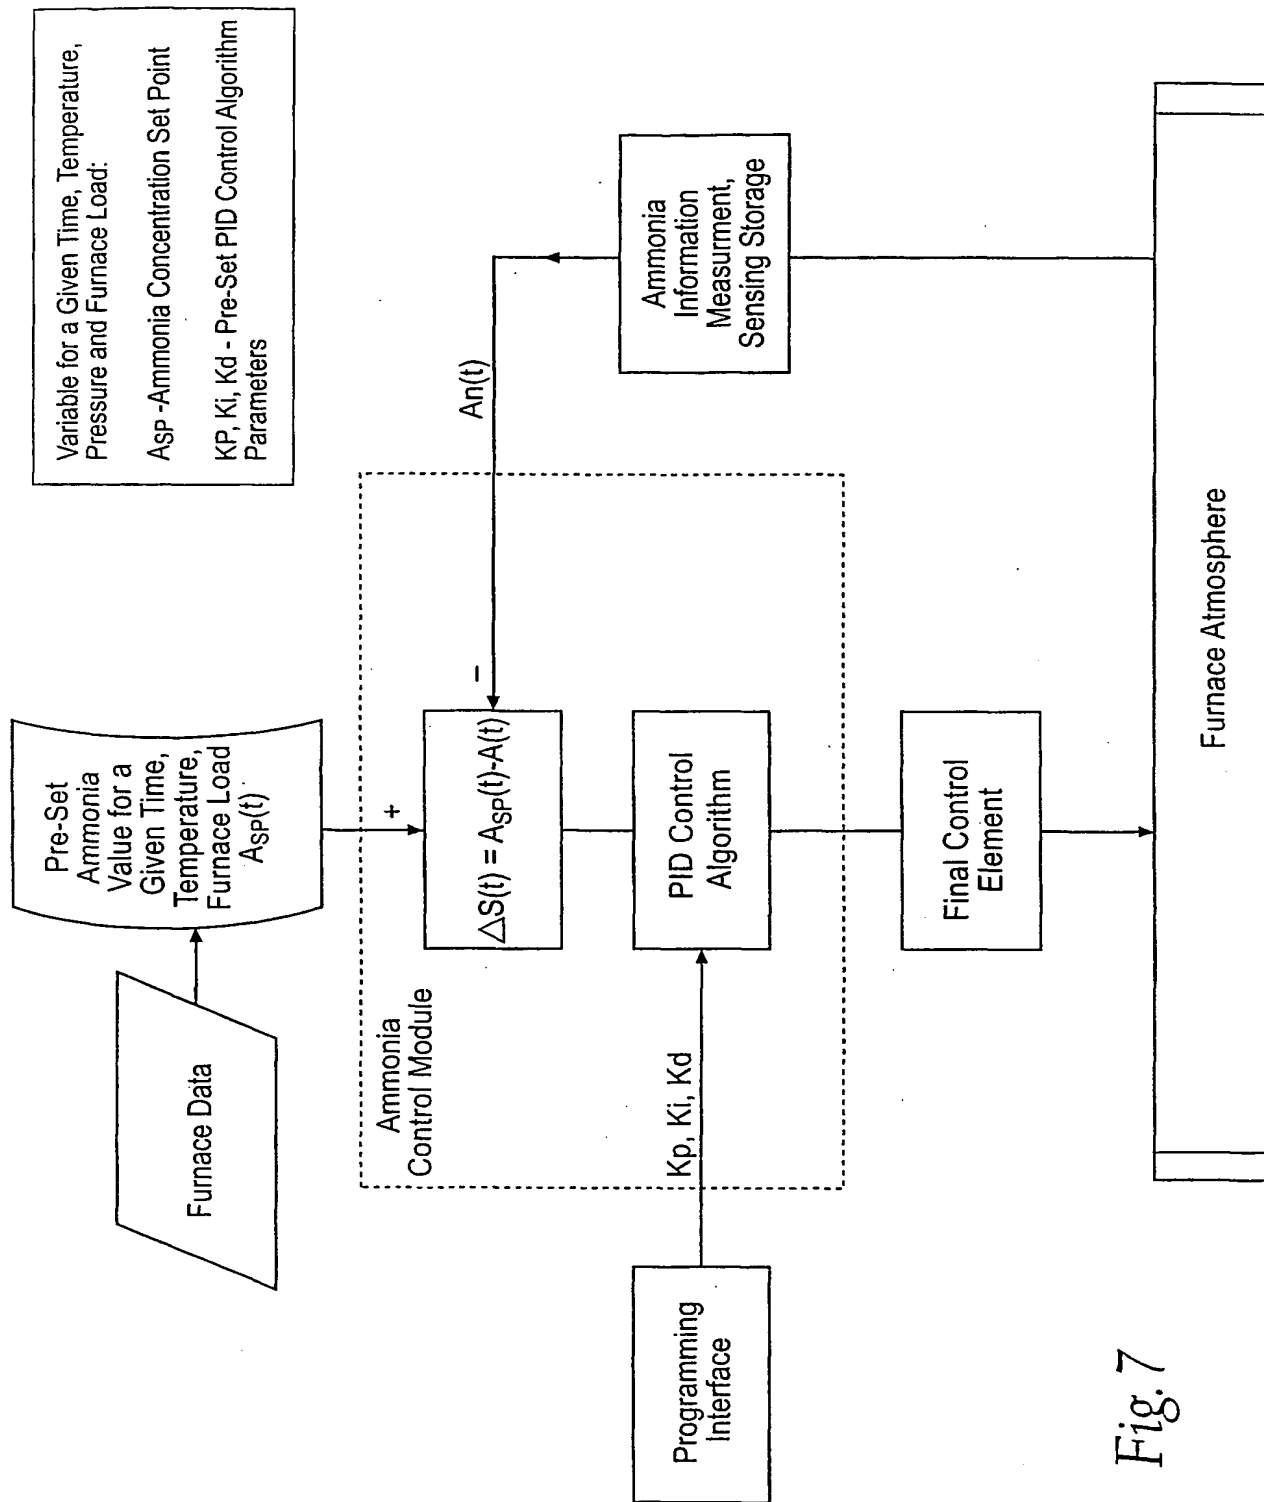 Variable for a Given Time, Temperature,
Pressure and Furnace Load:
ASP -Ammonia Concentration Set Point
KP, Ki, Kd - Pre-Set PID Control Algorithm
Parameters
Furnace Data
Pre-Set
Ammonia
Value for a
Given Time,
Temperature,
Furnace Load
ASP(t)
+
Ammonia
Control Module
△S(t) = ASP(t)-A(t)
−
An(t)
Ammonia
Information
Measurment,
Sensing Storage
Programming
Interface
Kp, Ki, Kd
PID Control
Algorithm
Final Control
Element
Furnace Atmosphere
Fig. 7